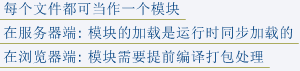 每个文件都可当作一个模块
在服务器端: 模块的加载是运行时同步加载的
在浏览器端: 模块需要提前编译打包处理